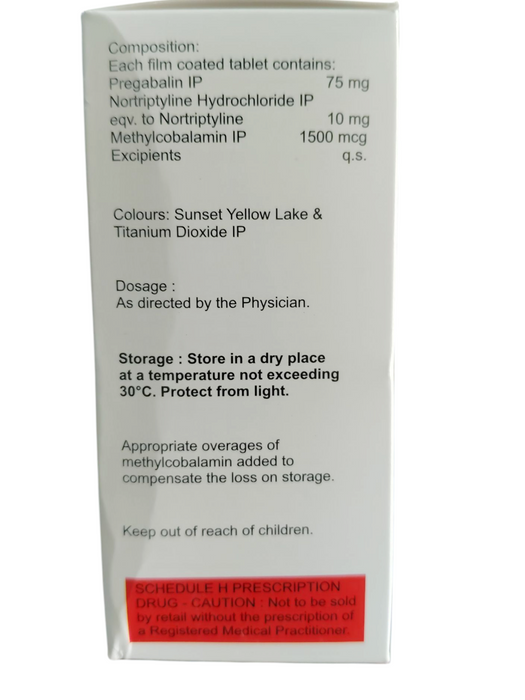 Composition:
Each film coated tablet contains:
Pregabalin IP 75 mg
Nortriptyline Hydrochloride IP
eqv. to Nortriptyline 10 mg
Methylcobalamin IP 1500 mcg
Excipients q.s.
Colours: Sunset Yellow Lake &
Titanium Dioxide IP
Dosage :
As directed by the Physician.
Storage : Store in a dry place
at a temperature not exceeding
30°C. Protect from light.
Appropriate overages of
methylcobalamin added to
compensate the loss on storage.
Keep out of reach of children.
SCHEDULE H PRESCRIPTION
DRUG - CAUTION : Not to be sold
by retail without the prescription of
a Registered Medical Practitioner.